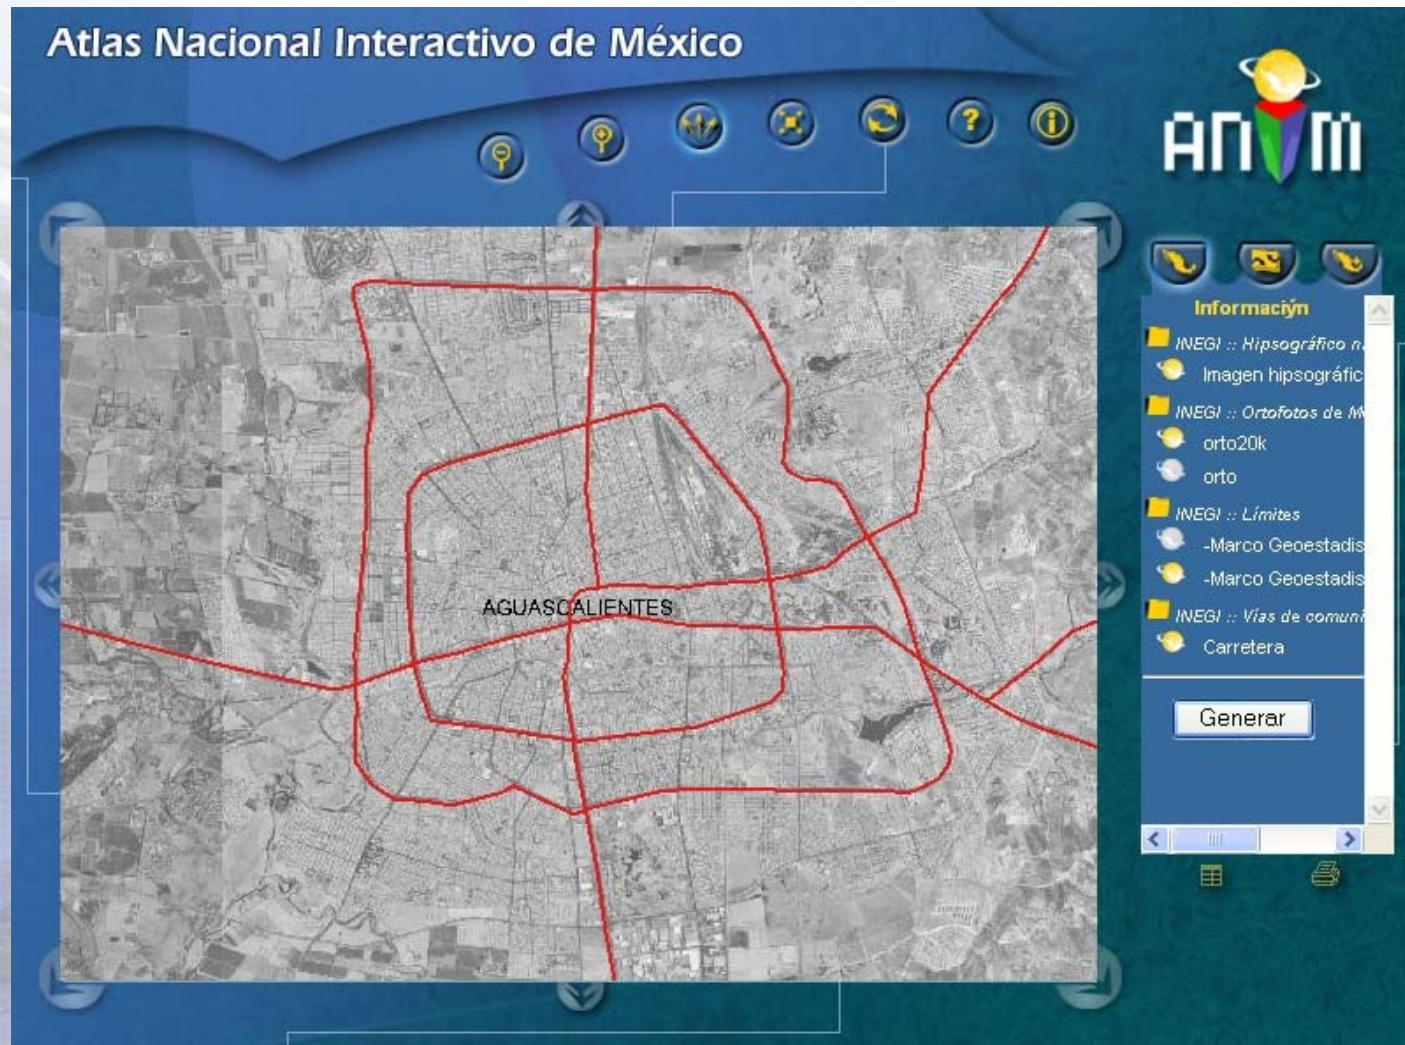 Atlas Nacional Interactivo de México
ANIM
Informaciýn
INEGI :: Hipsográfico n
Imagen hipsográfic
INEGI :: Ortofotos de M
orto20k
orto
INEGI :: Límites
-Marco Geoestadis
-Marco Geoestadis
INEGI :: Vías de comuni
Carretera
Generar
AGUASCALIENTES